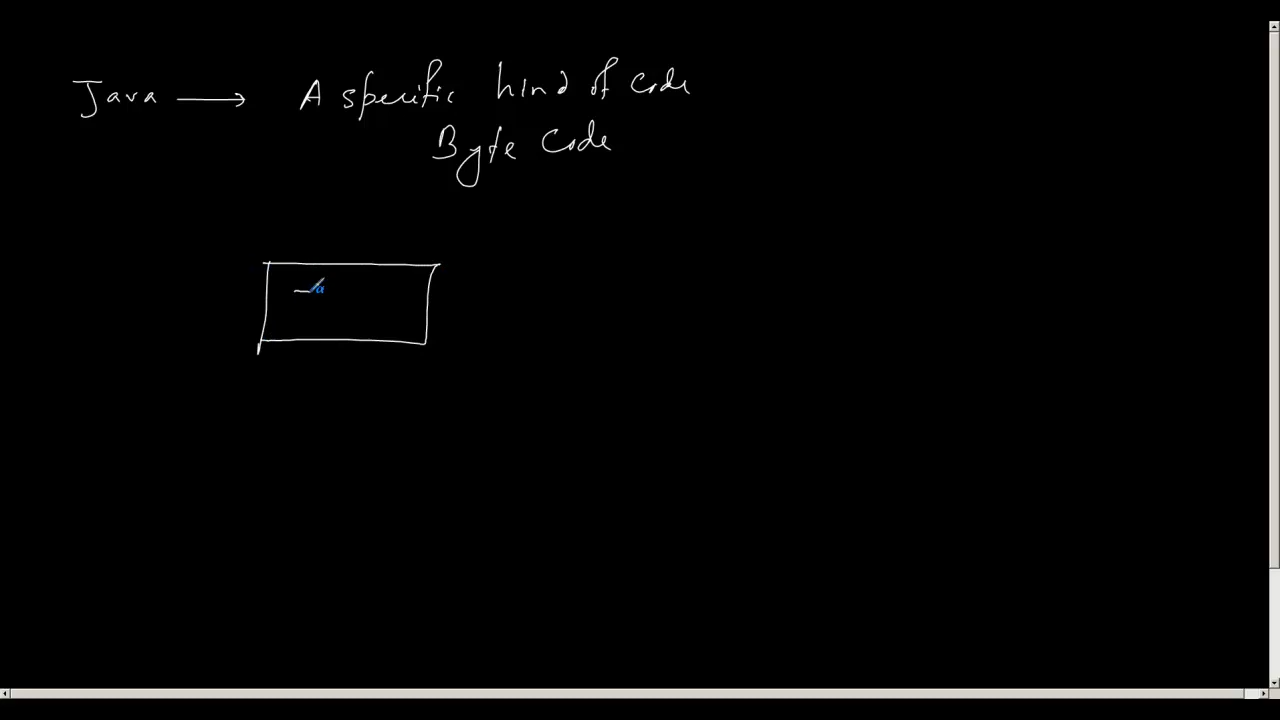 Java → A specific kind of code
Byte Code